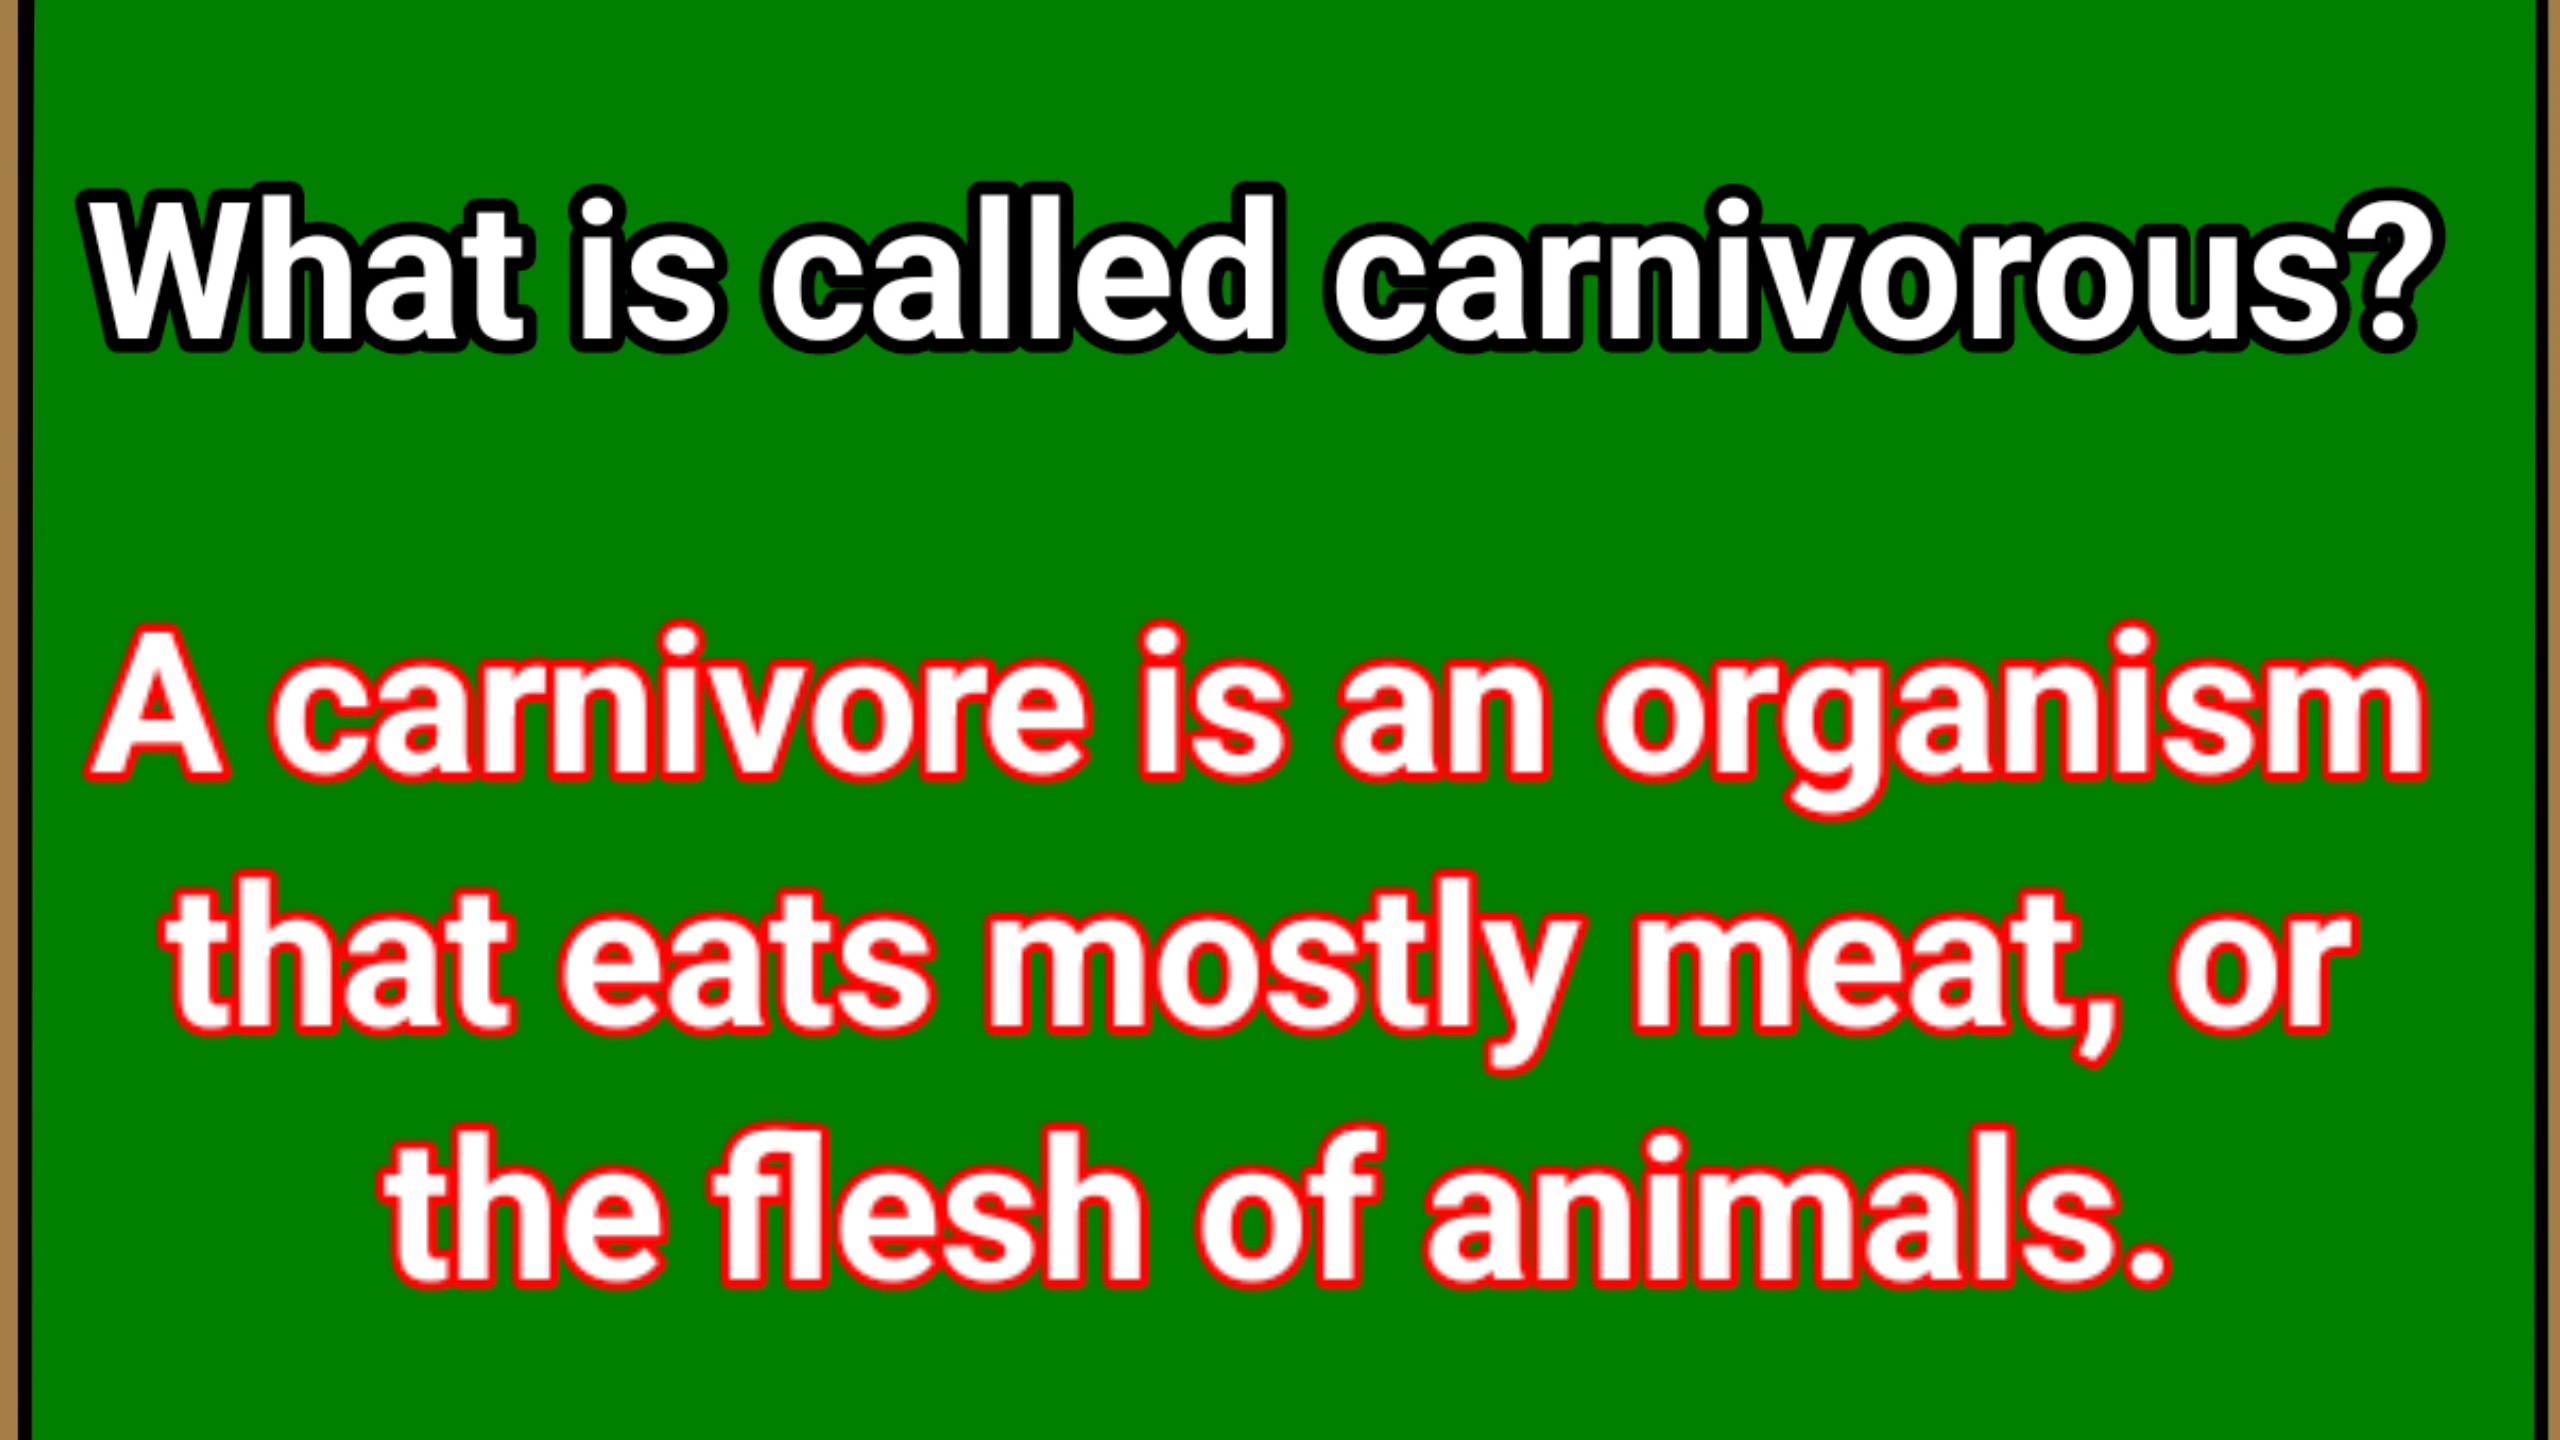 What is called carnivorous?
A carnivore is an organism
that eats mostly meat, or
the flesh of animals.